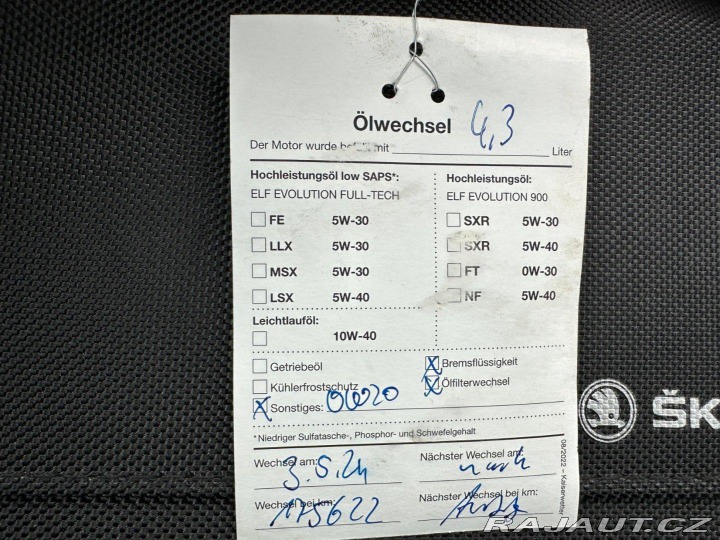 Ölwechsel 4,3
Der Motor wurde befüllt mit Liter
Hochleistungsöl low SAPS*:
ELF EVOLUTION FULL-TECH
FE 5W-30
LLX 5W-30
MSX 5W-30
LSX 5W-40
Hochleistungsöl:
ELF EVOLUTION 900
SXR 5W-30
SXR 5W-40
FT 0W-30
NF 5W-40
Leichtlauföl:
10W-40
Getriebeöl
Kühlerfrostschutz
X Sonstiges: 0W20
X Bremsflüssigkeit
X Ölfilterwechsel
*Niedriger Sulfatasche-, Phosphor- und Schwefelgehalt
Wechsel am: 3.5.24
Nächster Wechsel am: nach
Wechsel bei km: 175622
Nächster Wechsel bei km:
08/2022 – Kaiserwetter
ŠK
RAJAUT.CZ